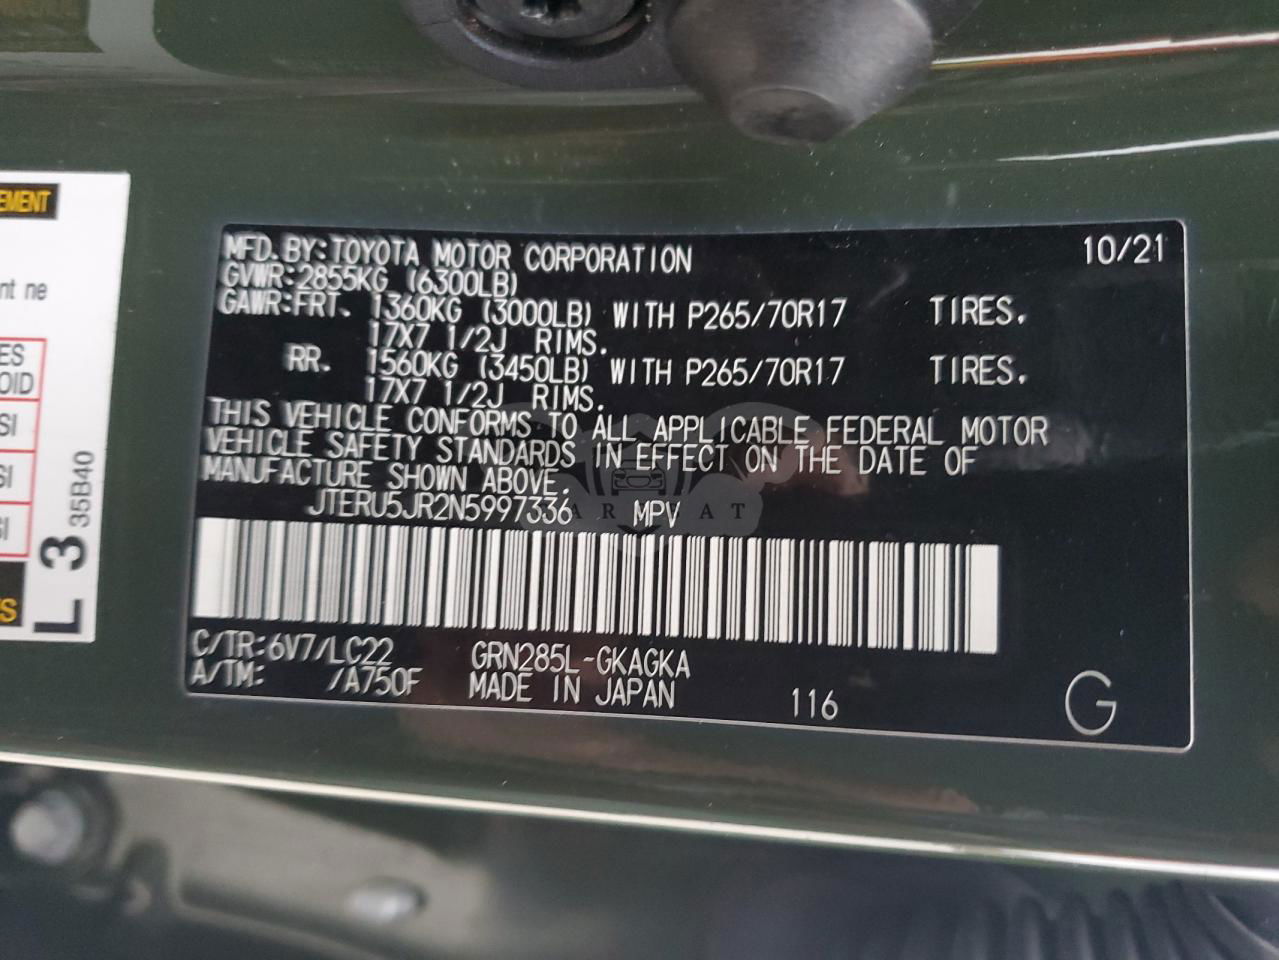 MFD.BY:TOYOTA MOTOR CORPORATION 10/21
GVWR:2855KG (6300LB)
GAWR:FRT. 1360KG (3000LB) WITH P265/70R17 TIRES.
17X7 1/2J RIMS.
RR. 1560KG (3450LB) WITH P265/70R17 TIRES.
17X7 1/2J RIMS.
THIS VEHICLE CONFORMS TO ALL APPLICABLE FEDERAL MOTOR
VEHICLE SAFETY STANDARDS IN EFFECT ON THE DATE OF
MANUFACTURE SHOWN ABOVE.
JTERU5JR2N5997336 MPV
C/TR:6V7/LC22 GRN285L-GKAGKA
A/TM: /A750F MADE IN JAPAN 116 G
L 3 35B40